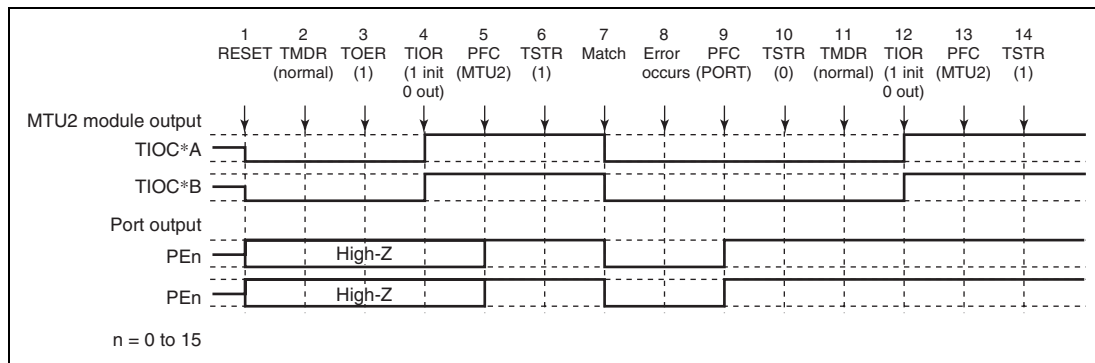 1 2 3 4 5 6 7 8 9 10 11 12 13 14
RESET TMDR TOER TIOR PFC TSTR Match Error PFC TSTR TMDR TIOR PFC TSTR
(normal) (1) (1 init (MTU2) (1) occurs (PORT) (0) (normal) (1 init (MTU2) (1)
0 out) 0 out)
MTU2 module output
TIOC*A
TIOC*B
Port output
PEn High-Z
PEn High-Z
n = 0 to 15